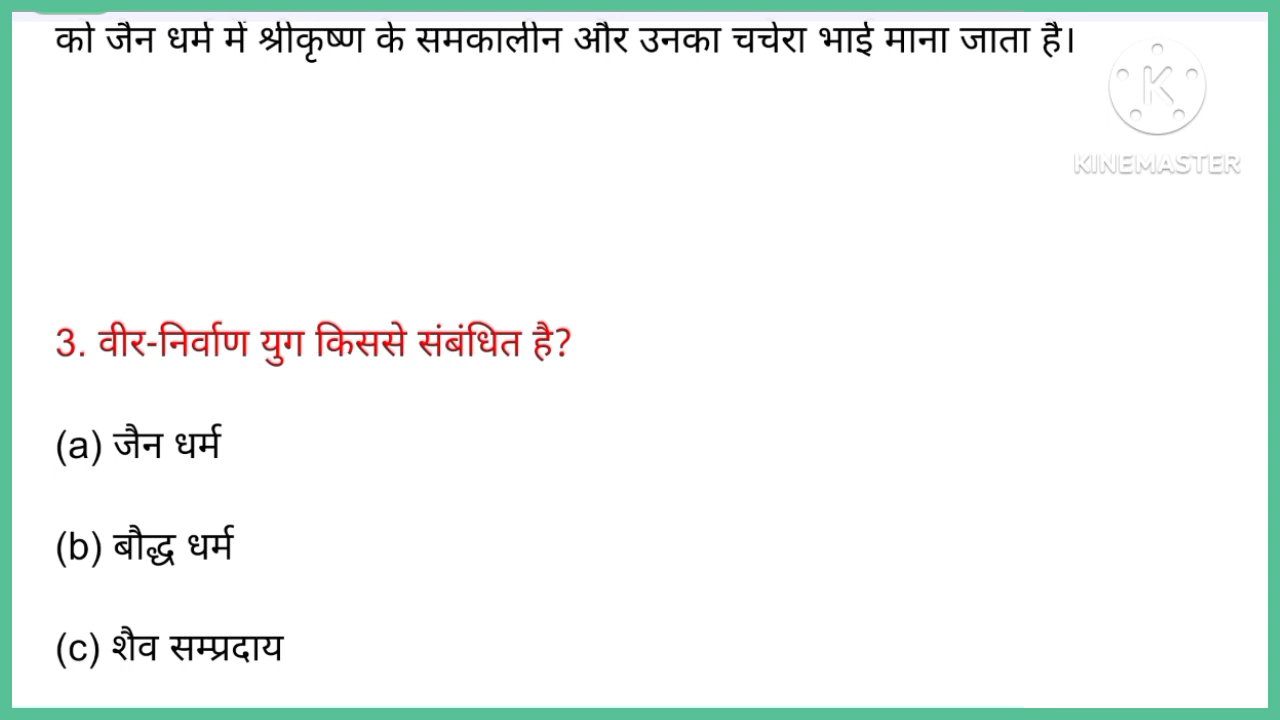 को जैन धर्म में श्रीकृष्ण के समकालीन और उनका चचेरा भाई माना जाता है।
KINEMASTER
3. वीर-निर्वाण युग किससे संबंधित है?
(a) जैन धर्म
(b) बौद्ध धर्म
(c) शैव सम्प्रदाय